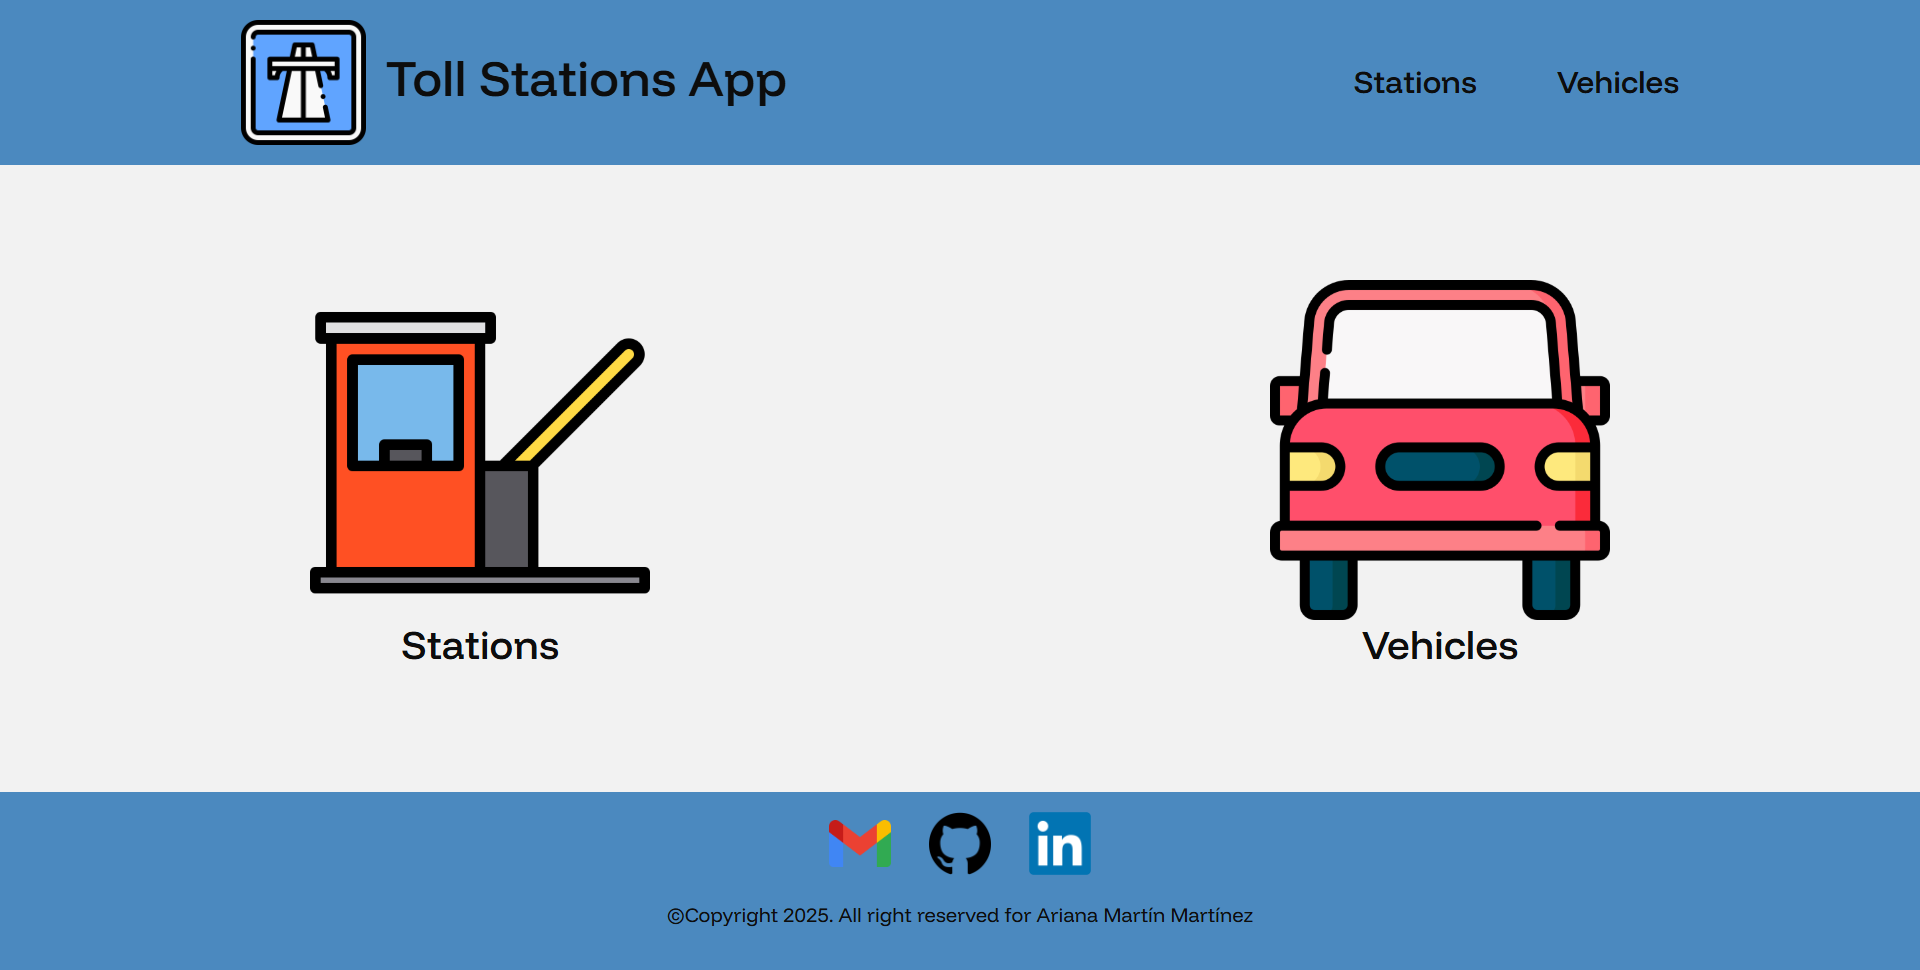 Toll Stations App
Stations
Vehicles
Stations
Vehicles
in
©Copyright 2025. All right reserved for Ariana Martín Martínez